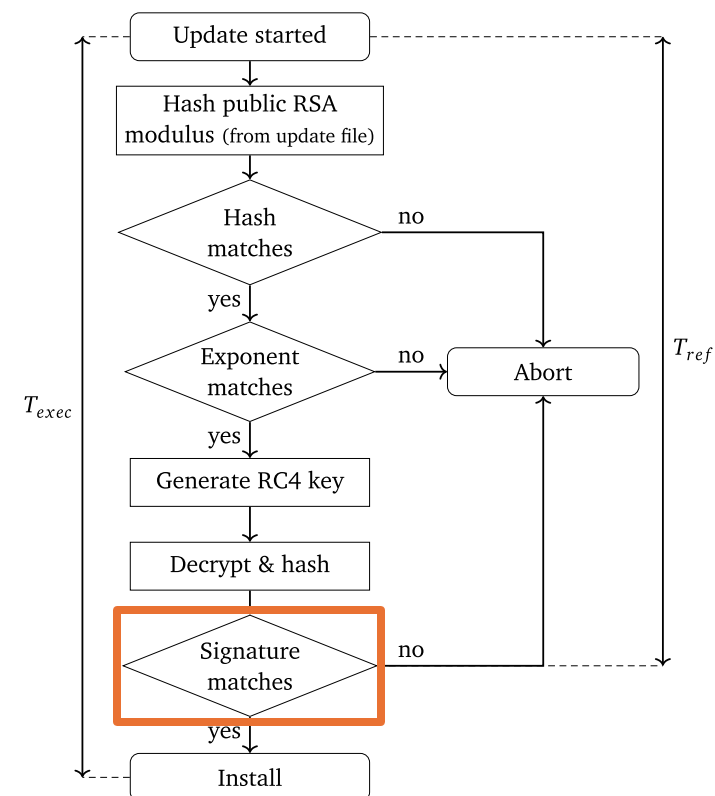 Update started
Hash public RSA
modulus (from update file)
Hash
matches
no
yes
Exponent
matches
no
Abort
T_ref
T_exec
yes
Generate RC4 key
Decrypt & hash
Signature
matches
no
yes
Install